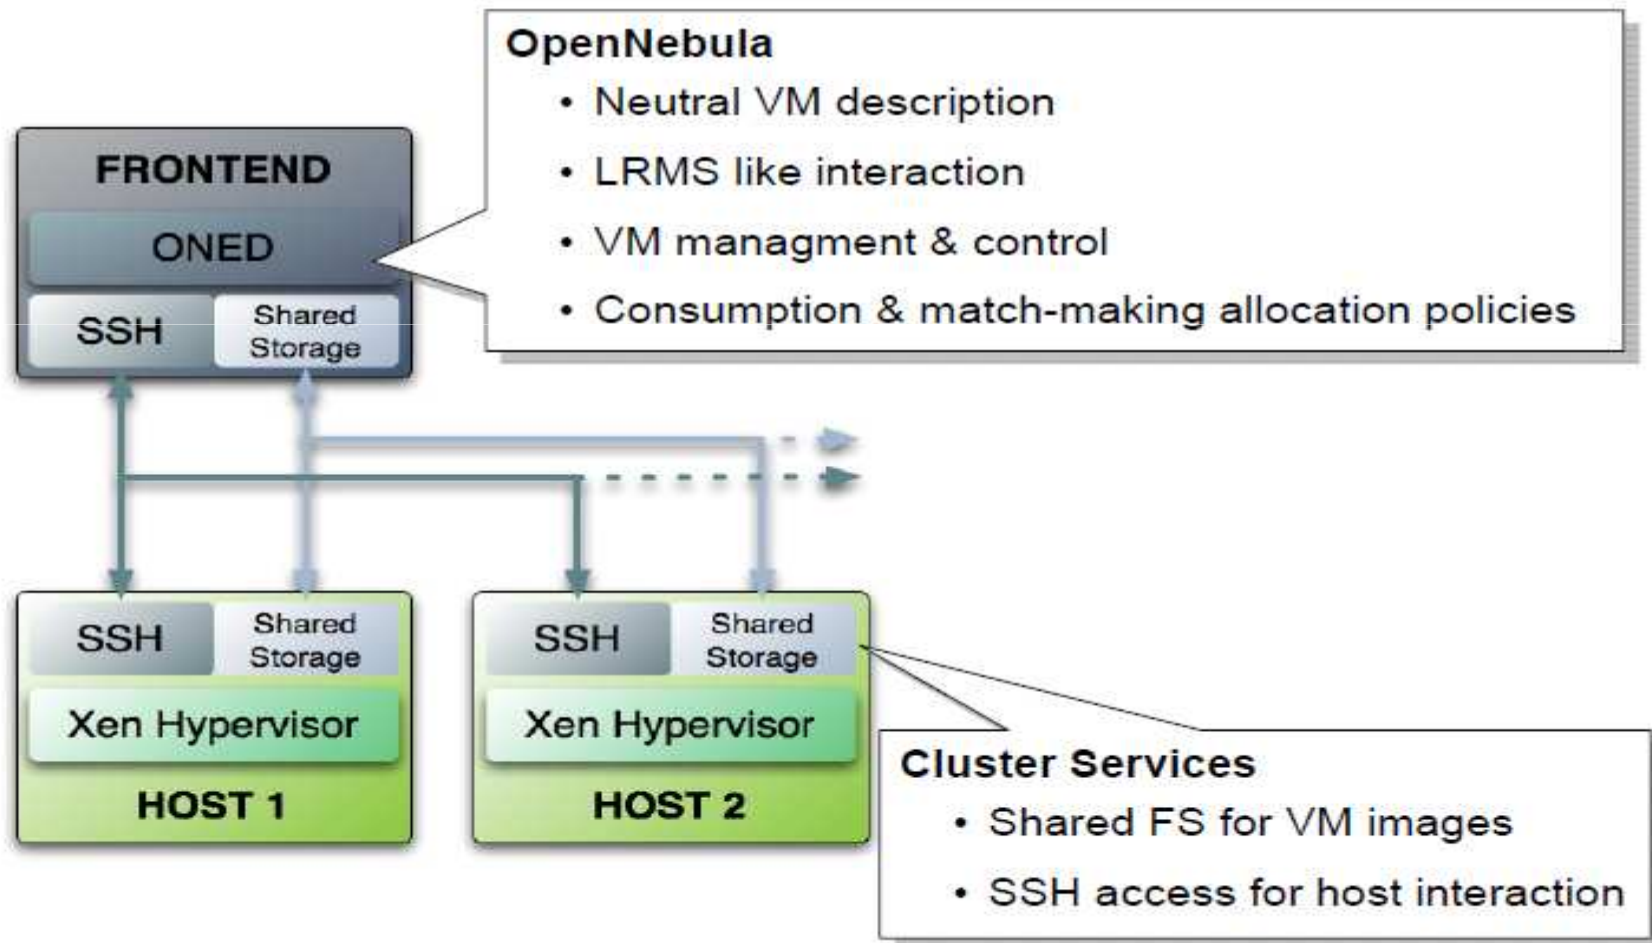 OpenNebula
• Neutral VM description
• LRMS like interaction
• VM managment & control
• Consumption & match-making allocation policies
FRONTEND
ONED
SSH
Shared
Storage
SSH
Shared
Storage
Xen Hypervisor
HOST 1
SSH
Shared
Storage
Xen Hypervisor
HOST 2
Cluster Services
• Shared FS for VM images
• SSH access for host interaction